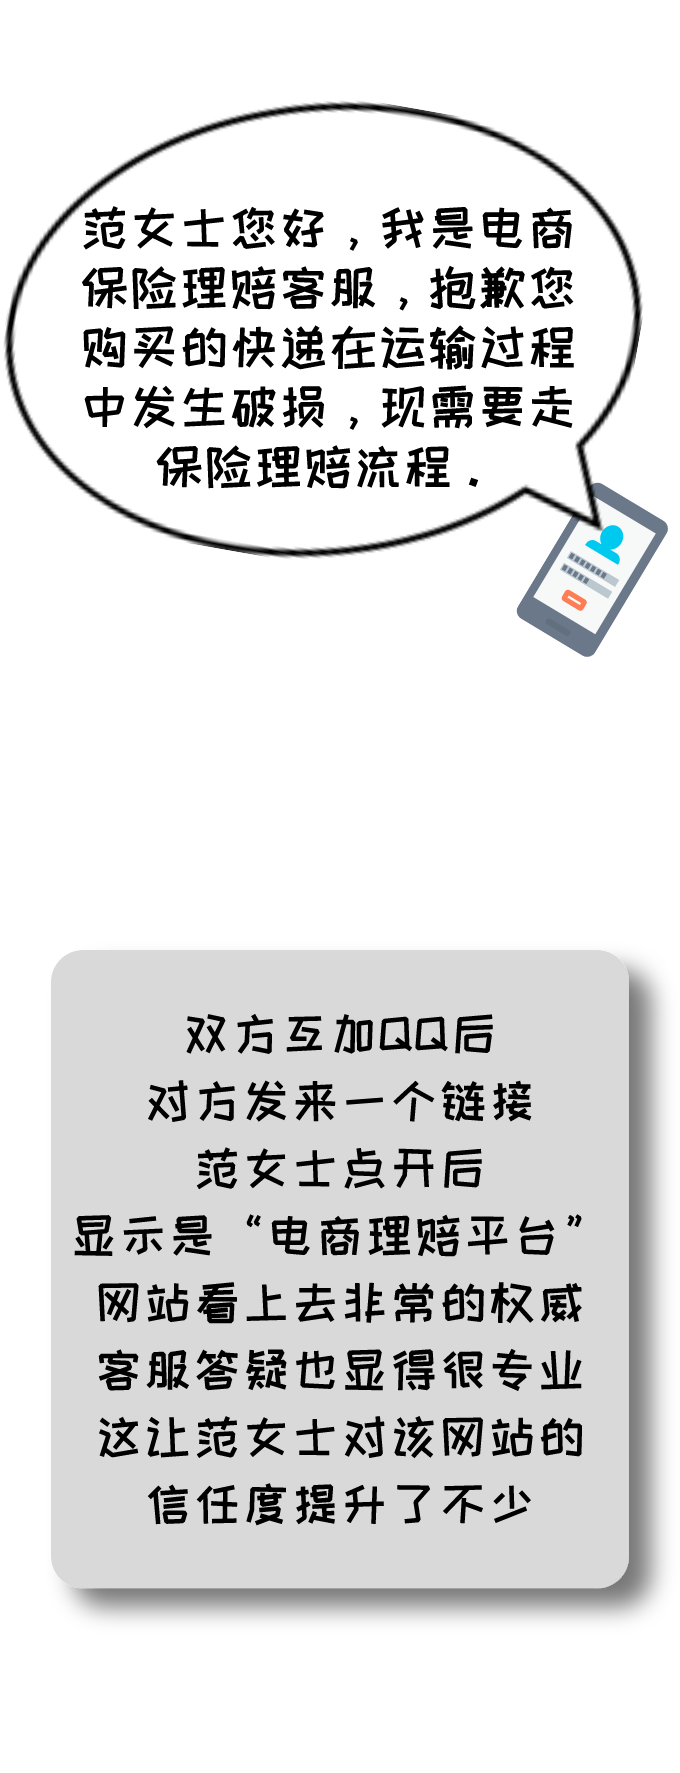 范女士您好，我是电商
保险理赔客服，抱歉您
购买的快递在运输过程
中发生破损，现需要走
保险理赔流程．
双方互加QQ后
对方发来一个链接
范女士点开后
显示是“电商理赔平台”
网站看上去非常的权威
客服答疑也显得很专业
这让范女士对该网站的
信任度提升了不少